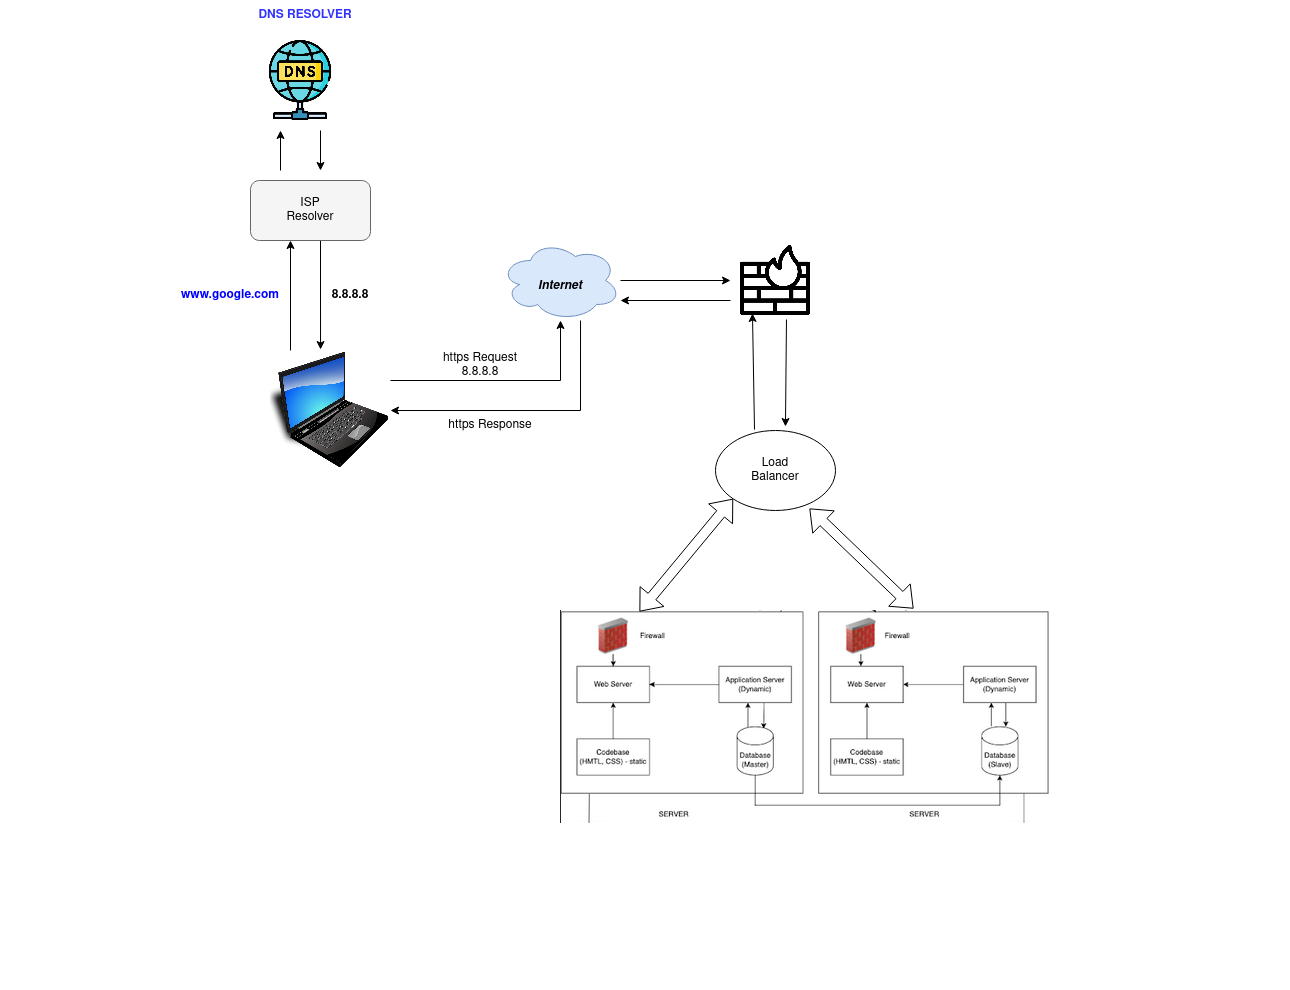 DNS RESOLVER
DNS
ISP
Resolver
www.google.com
8.8.8.8
Internet
https Request
8.8.8.8
https Response
Load
Balancer
Firewall
Web Server
Application Server
(Dynamic)
Codebase
(HMTL, CSS) - static
Database
(Master)
Firewall
Web Server
Application Server
(Dynamic)
Codebase
(HMTL, CSS) - static
Database
(Slave)
SERVER
SERVER